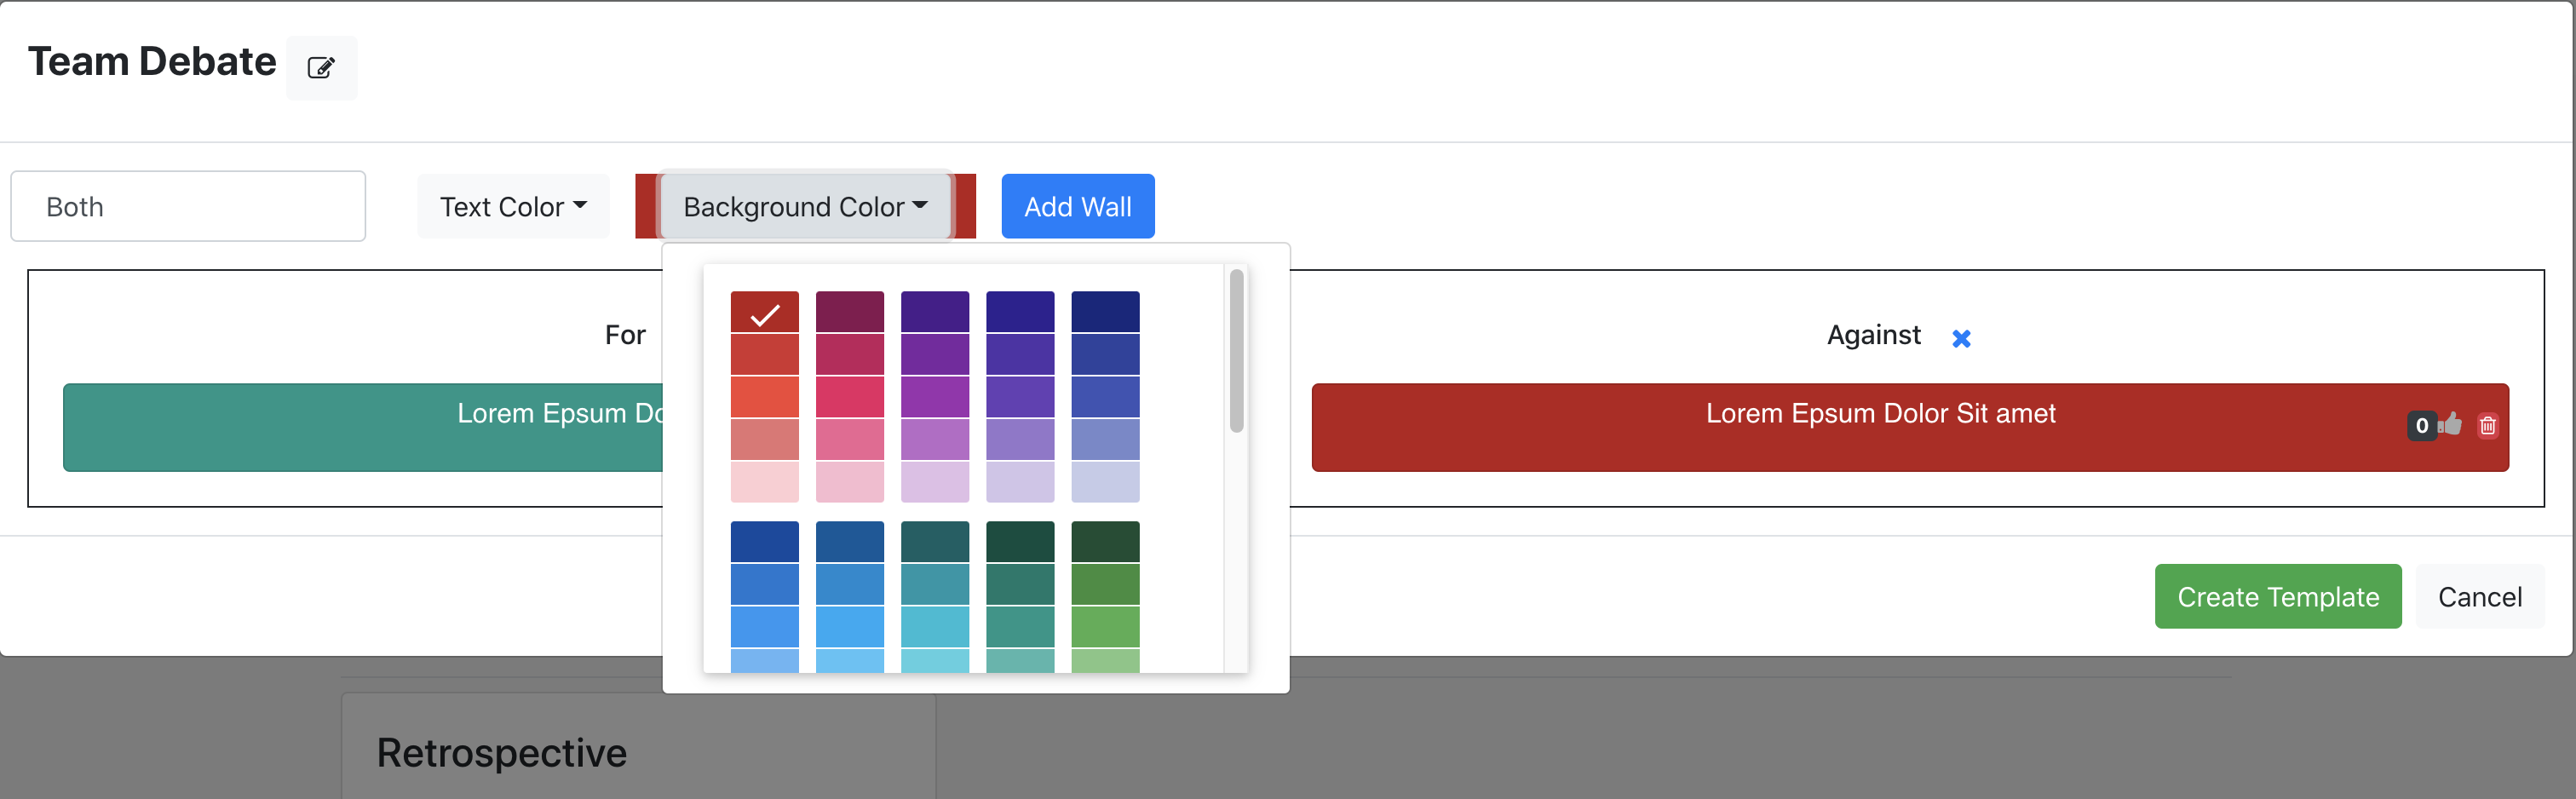 Team Debate
Both
Text Color
Background Color
Add Wall
For
Against
Lorem Epsum Do
Lorem Epsum Dolor Sit amet
0
Create Template
Cancel
Retrospective